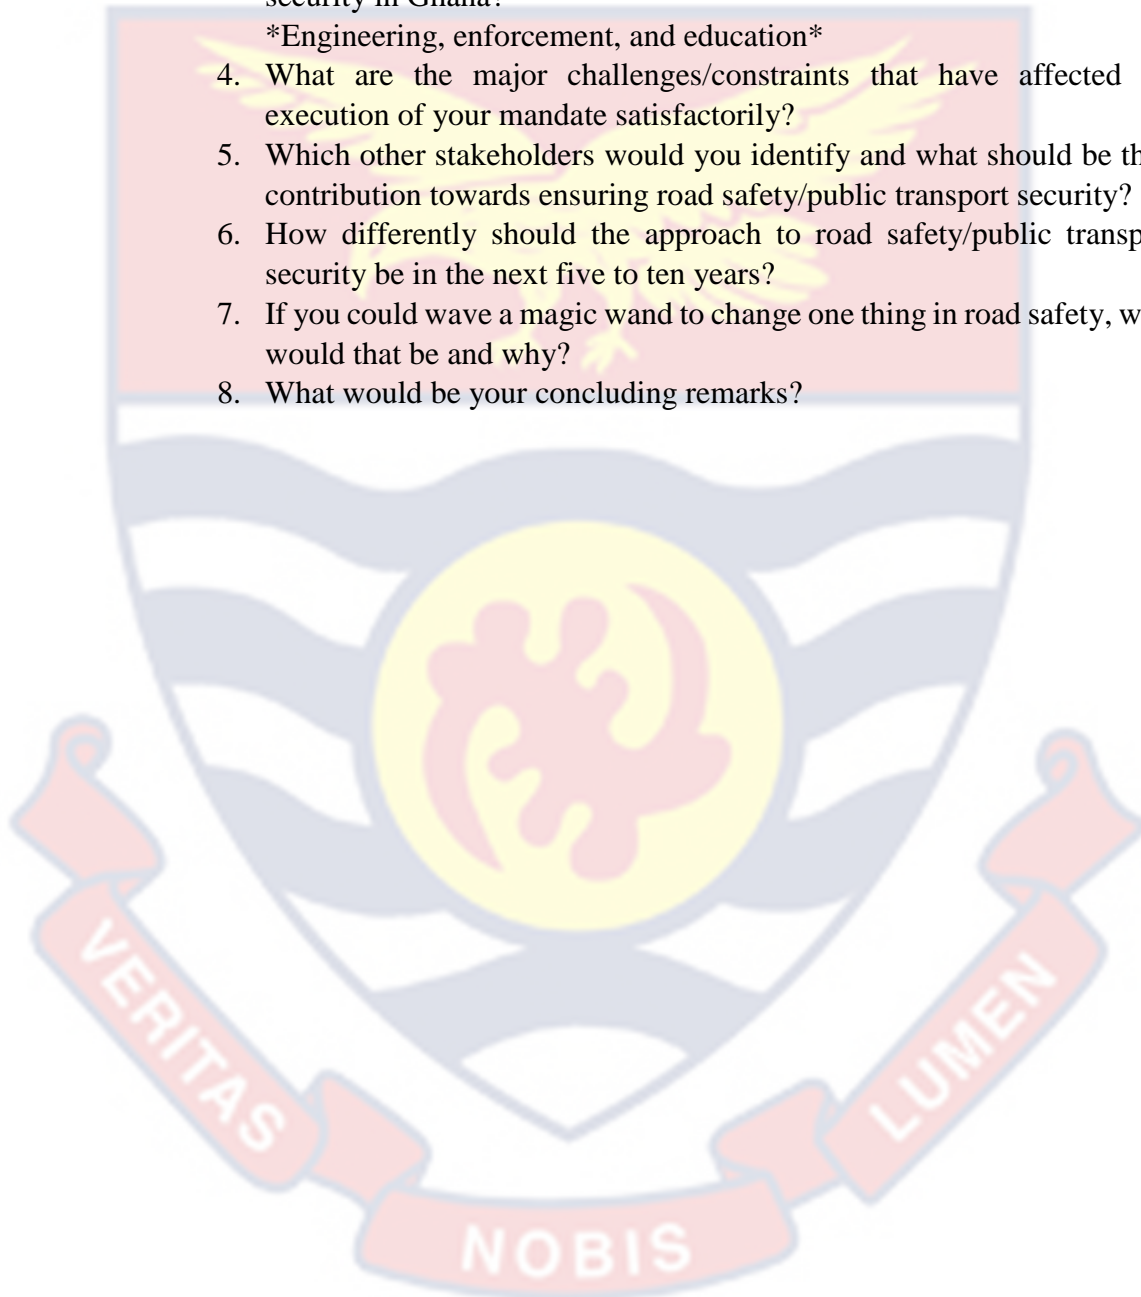 security in Ghana?
*Engineering, enforcement, and education*
4. What are the major challenges/constraints that have affected
execution of your mandate satisfactorily?
5. Which other stakeholders would you identify and what should be th
contribution towards ensuring road safety/public transport security?
6. How differently should the approach to road safety/public transp
security be in the next five to ten years?
7. If you could wave a magic wand to change one thing in road safety, w
would that be and why?
8. What would be your concluding remarks?
VERITAS
NOBIS
LUMEN